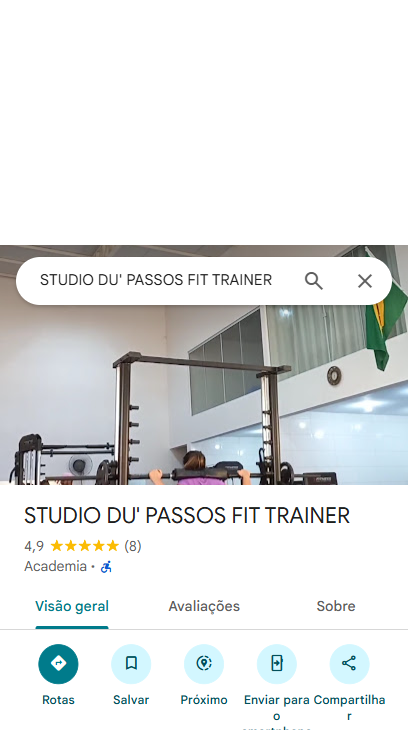 STUDIO DU' PASSOS FIT TRAINER
STUDIO DU' PASSOS FIT TRAINER
4,9 (8)
Academia ·
Visão geral Avaliações Sobre
Rotas Salvar Próximo Enviar para o smartphone Compartilhar